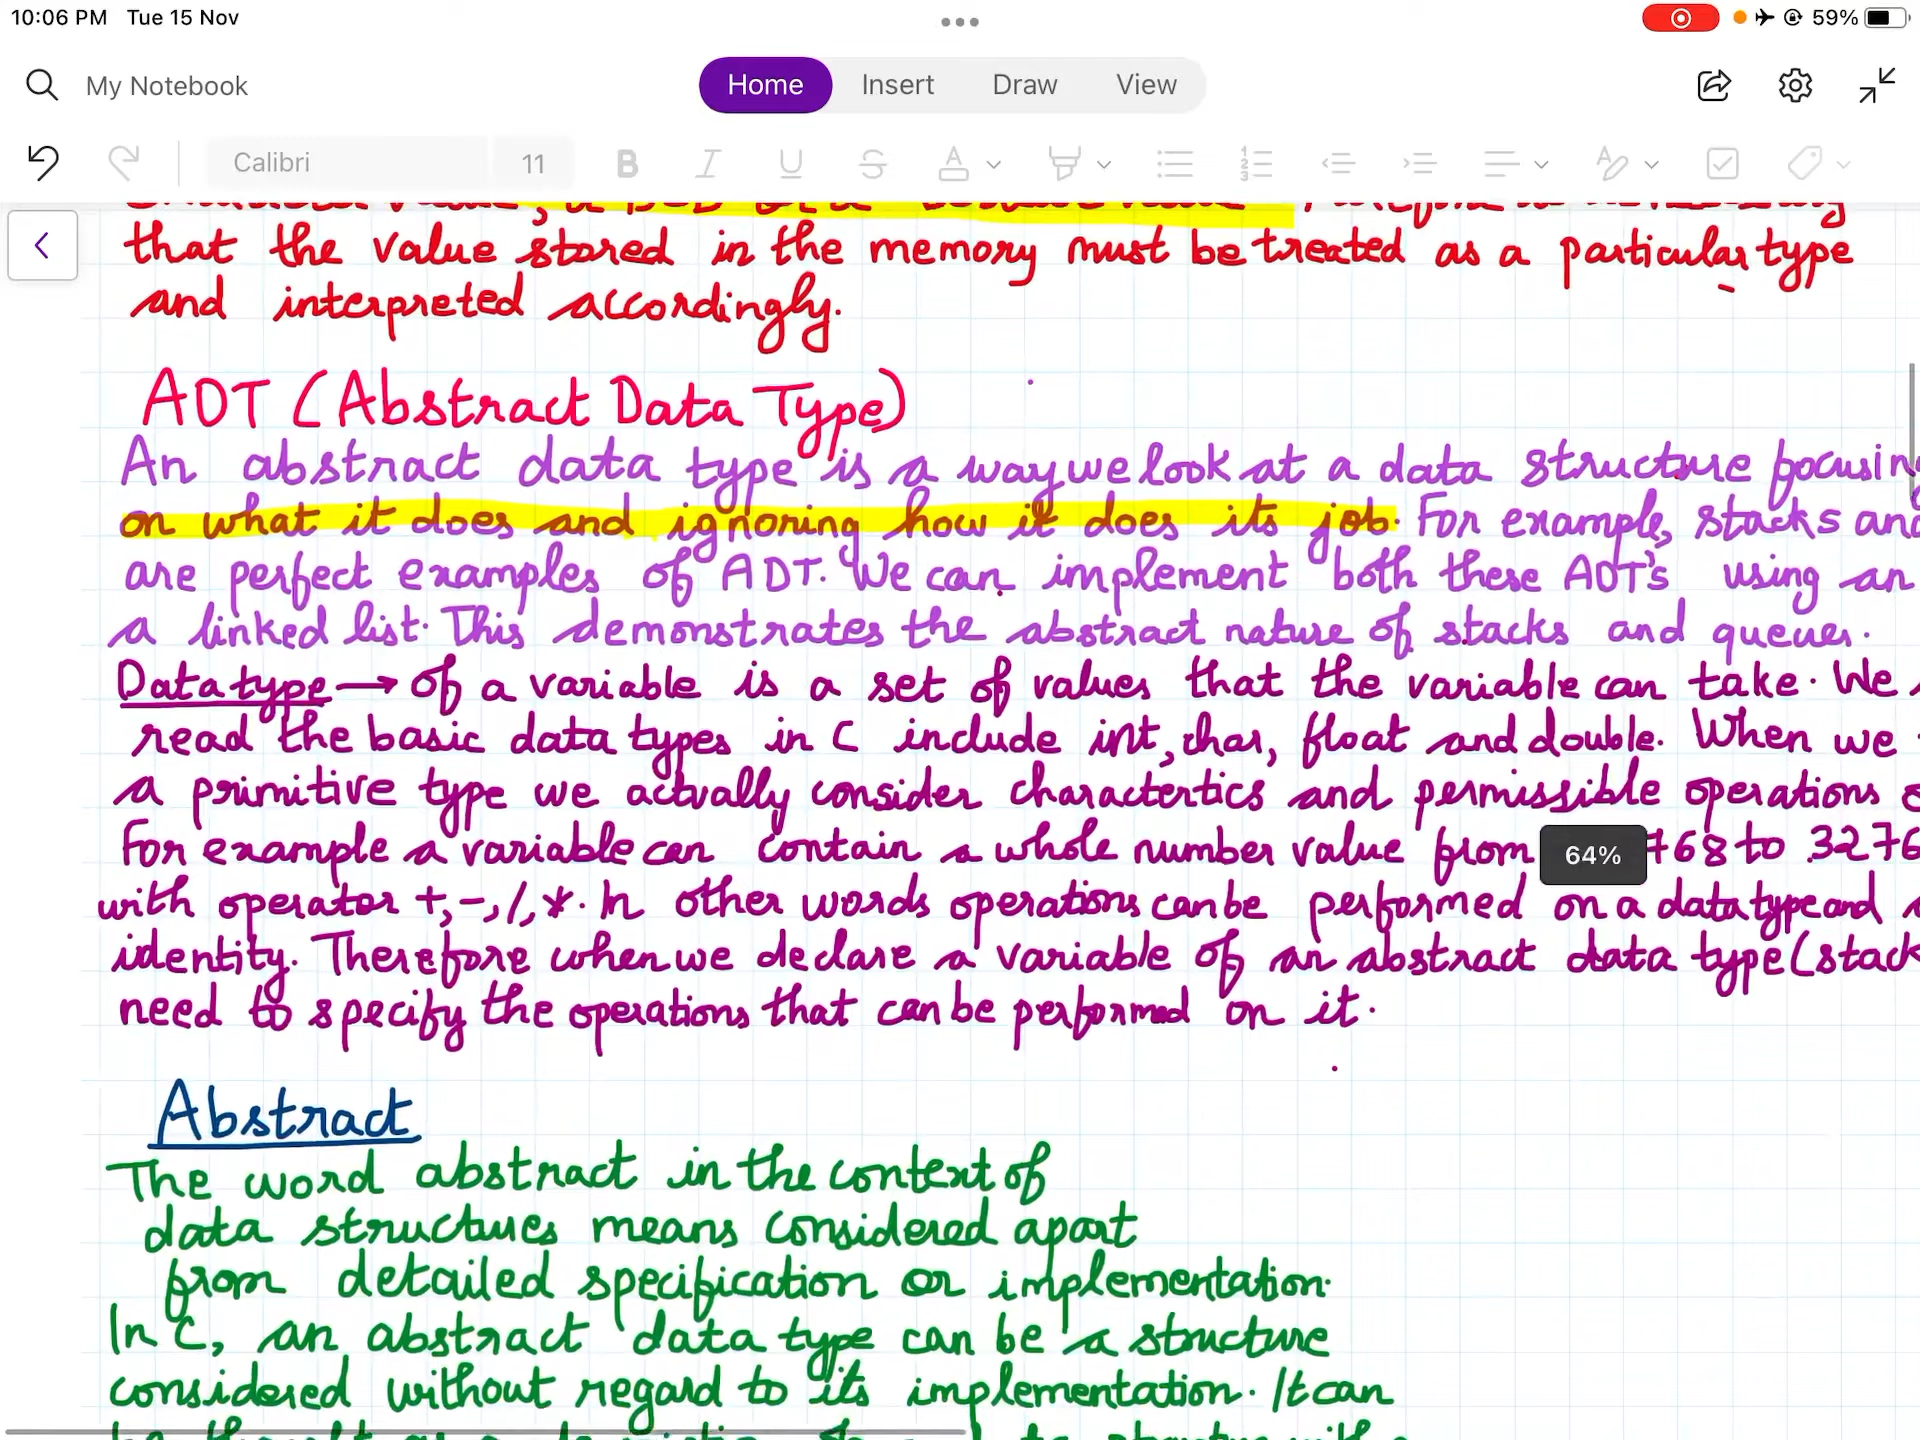 10:06 PM Tue 15 Nov
59%
My Notebook
Home Insert Draw View
Calibri 11 B I U S
that the value stored in the memory must be treated as a particular type
and interpreted accordingly.
ADT (Abstract Data Type)
An abstract data type is a way we look at a data structure focusing
on what it does and ignoring how it does its job. For example, stacks and
are perfect examples of ADT. We can implement both these ADT's using an
a linked list. This demonstrates the abstract nature of stacks and queues.
Data type → of a variable is a set of values that the variable can take. We
read the basic data types in C include int, char, float and double. When we
a primitive type we actually consider charactertics and permissible operations
For example a variable can contain a whole number value from 768 to 3276
64%
with operator +,-,/,*. In other words operations can be performed on a data type and
identity. Therefore when we declare a variable of an abstract data type (stack
need to specify the operations that can be performed on it.
Abstract
The word abstract in the context of
data structures means considered apart
from detailed specification or implementation.
In C, an abstract data type can be a structure
considered without regard to its implementation. It can